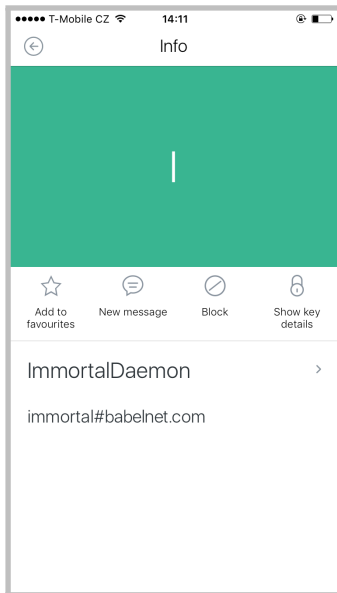 T-Mobile CZ 14:11
Info
I
Add to favourites
New message
Block
Show key details
ImmortalDaemon
immortal#babelnet.com